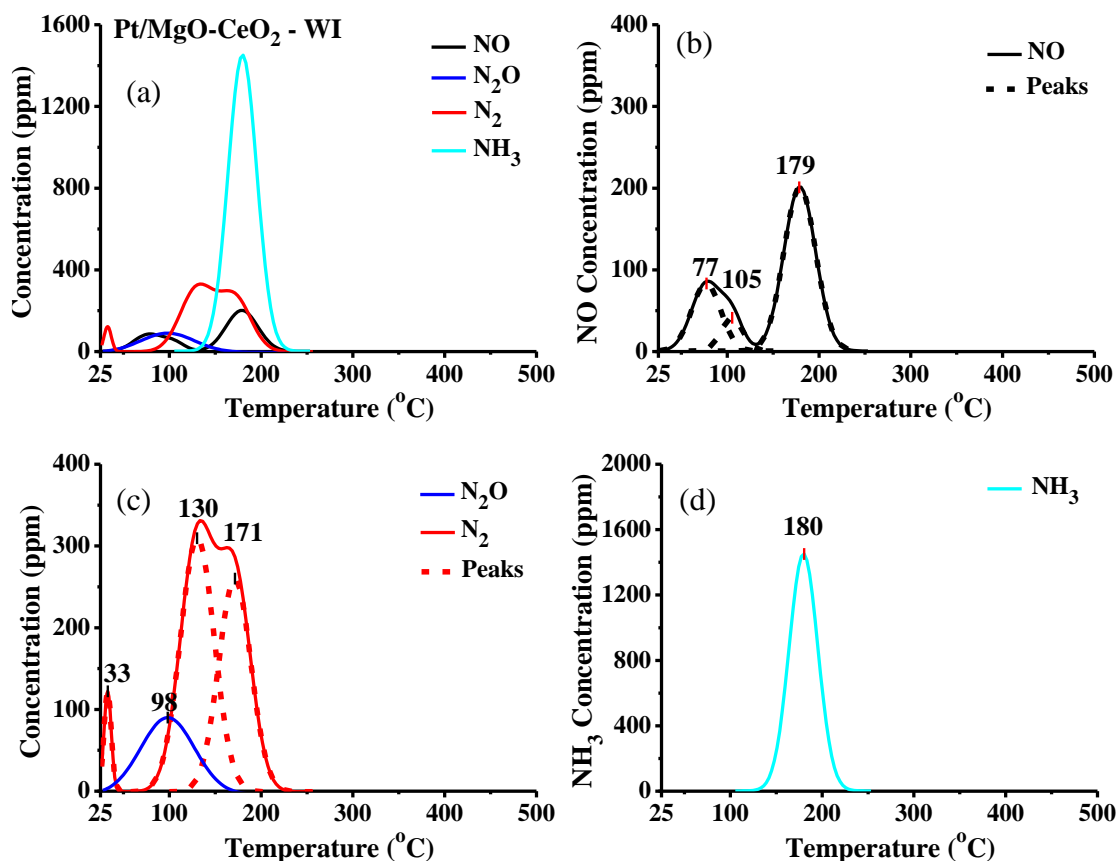 Pt/MgO-CeO₂ - WI
(a)
NO
N₂O
N₂
NH₃
Concentration (ppm)
1600
1200
800
400
0
25 100 200 300 400 500
Temperature (°C)
(b)
NO
Peaks
NO Concentration (ppm)
400
300
200
100
0
179
77
105
25 100 200 300 400 500
Temperature (°C)
(c)
N₂O
N₂
Peaks
Concentration (ppm)
400
300
200
100
0
130
171
33
98
25 100 200 300 400 500
Temperature (°C)
(d)
NH₃
NH₃ Concentration (ppm)
2000
1600
1200
800
400
0
180
25 100 200 300 400 500
Temperature (°C)